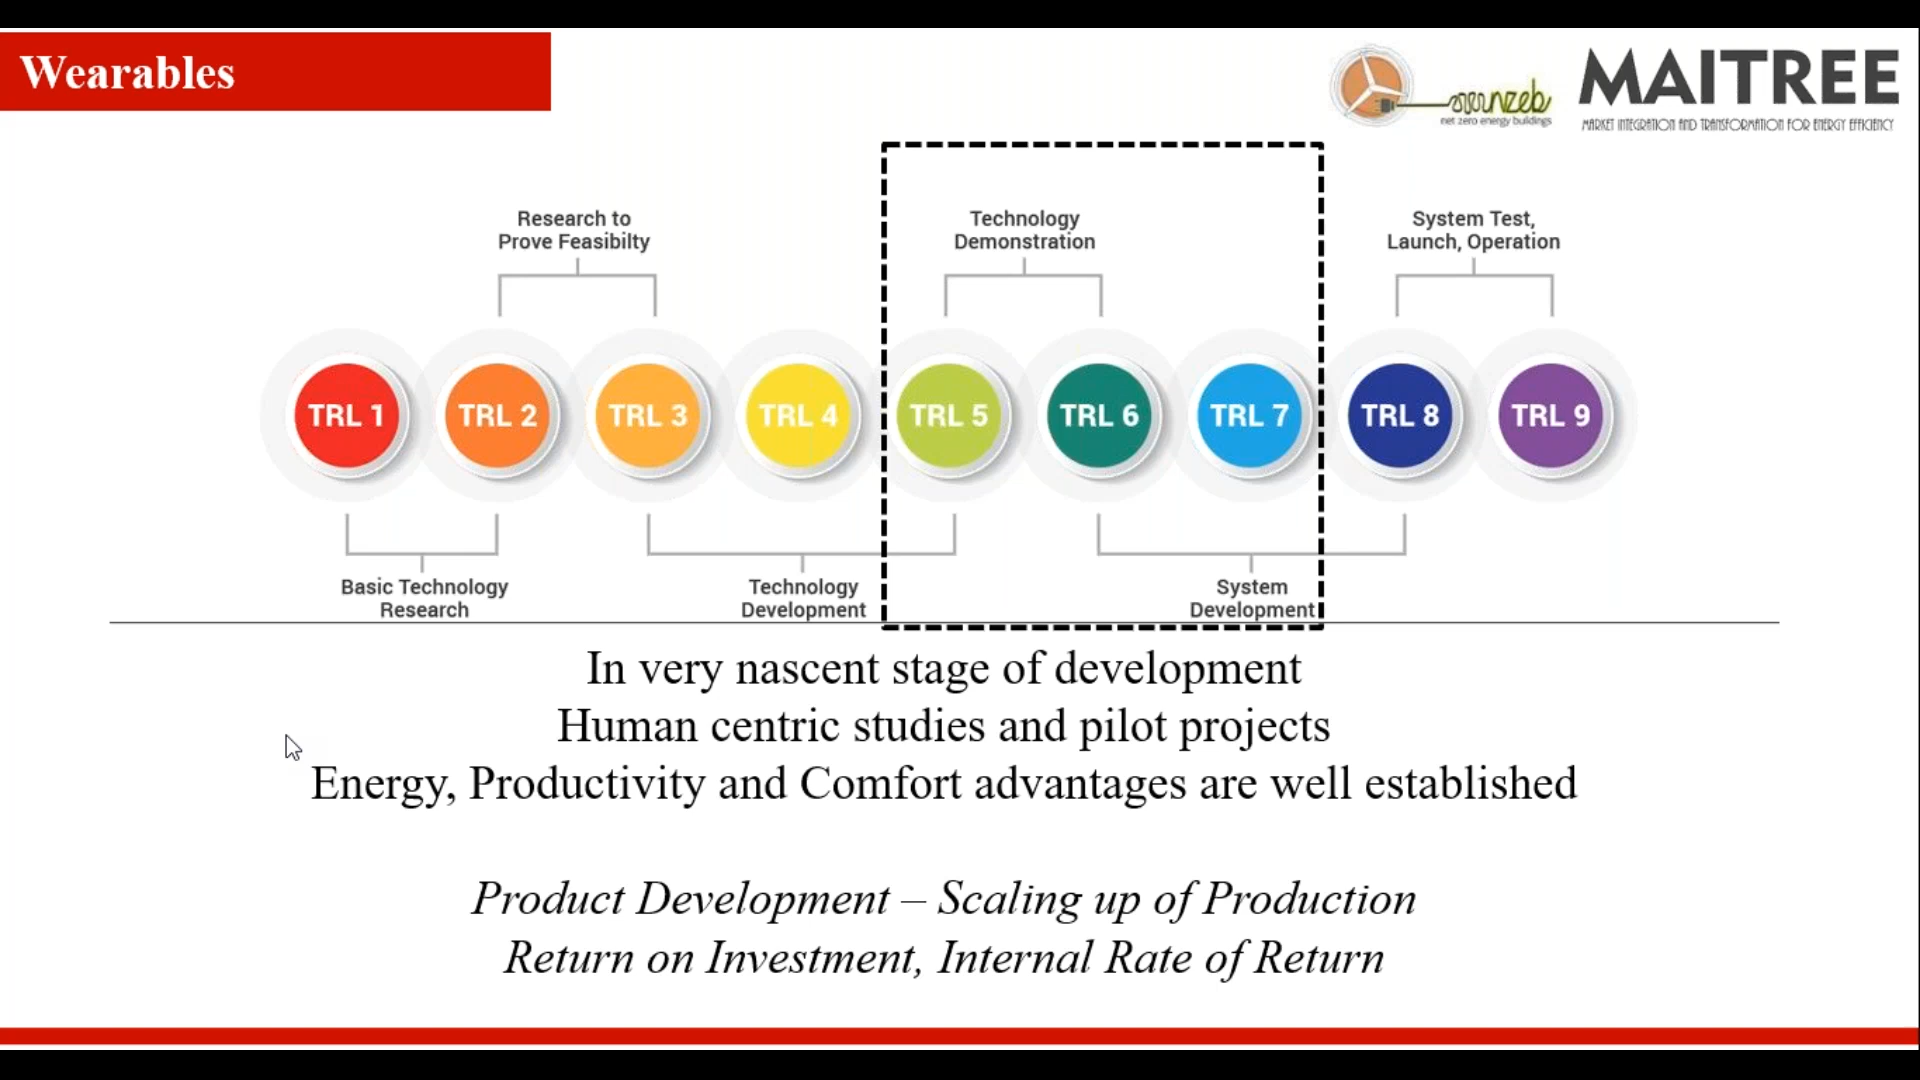 Wearables
nzeb
net zero energy buildings
MAITREE
MARKET INTEGRATION AND TRANSFORMATION FOR ENERGY EFFICIENCY
Research to
Prove Feasibilty
Technology
Demonstration
System Test,
Launch, Operation
TRL 1
TRL 2
TRL 3
TRL 4
TRL 5
TRL 6
TRL 7
TRL 8
TRL 9
Basic Technology
Research
Technology
Development
System
Development
In very nascent stage of development
Human centric studies and pilot projects
Energy, Productivity and Comfort advantages are well established
Product Development – Scaling up of Production
Return on Investment, Internal Rate of Return